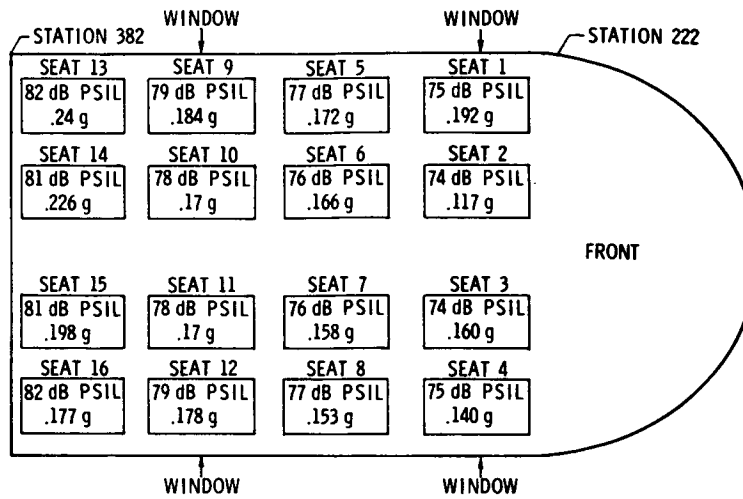 WINDOW WINDOW
STATION 382 STATION 222
SEAT 13 SEAT 9 SEAT 5 SEAT 1
82 dB PSIL 79 dB PSIL 77 dB PSIL 75 dB PSIL
.24 g .184 g .172 g .192 g
SEAT 14 SEAT 10 SEAT 6 SEAT 2
81 dB PSIL 78 dB PSIL 76 dB PSIL 74 dB PSIL
.226 g .17 g .166 g .117 g
FRONT
SEAT 15 SEAT 11 SEAT 7 SEAT 3
81 dB PSIL 78 dB PSIL 76 dB PSIL 74 dB PSIL
.198 g .17 g .158 g .160 g
SEAT 16 SEAT 12 SEAT 8 SEAT 4
82 dB PSIL 79 dB PSIL 77 dB PSIL 75 dB PSIL
.177 g .178 g .153 g .140 g
WINDOW WINDOW